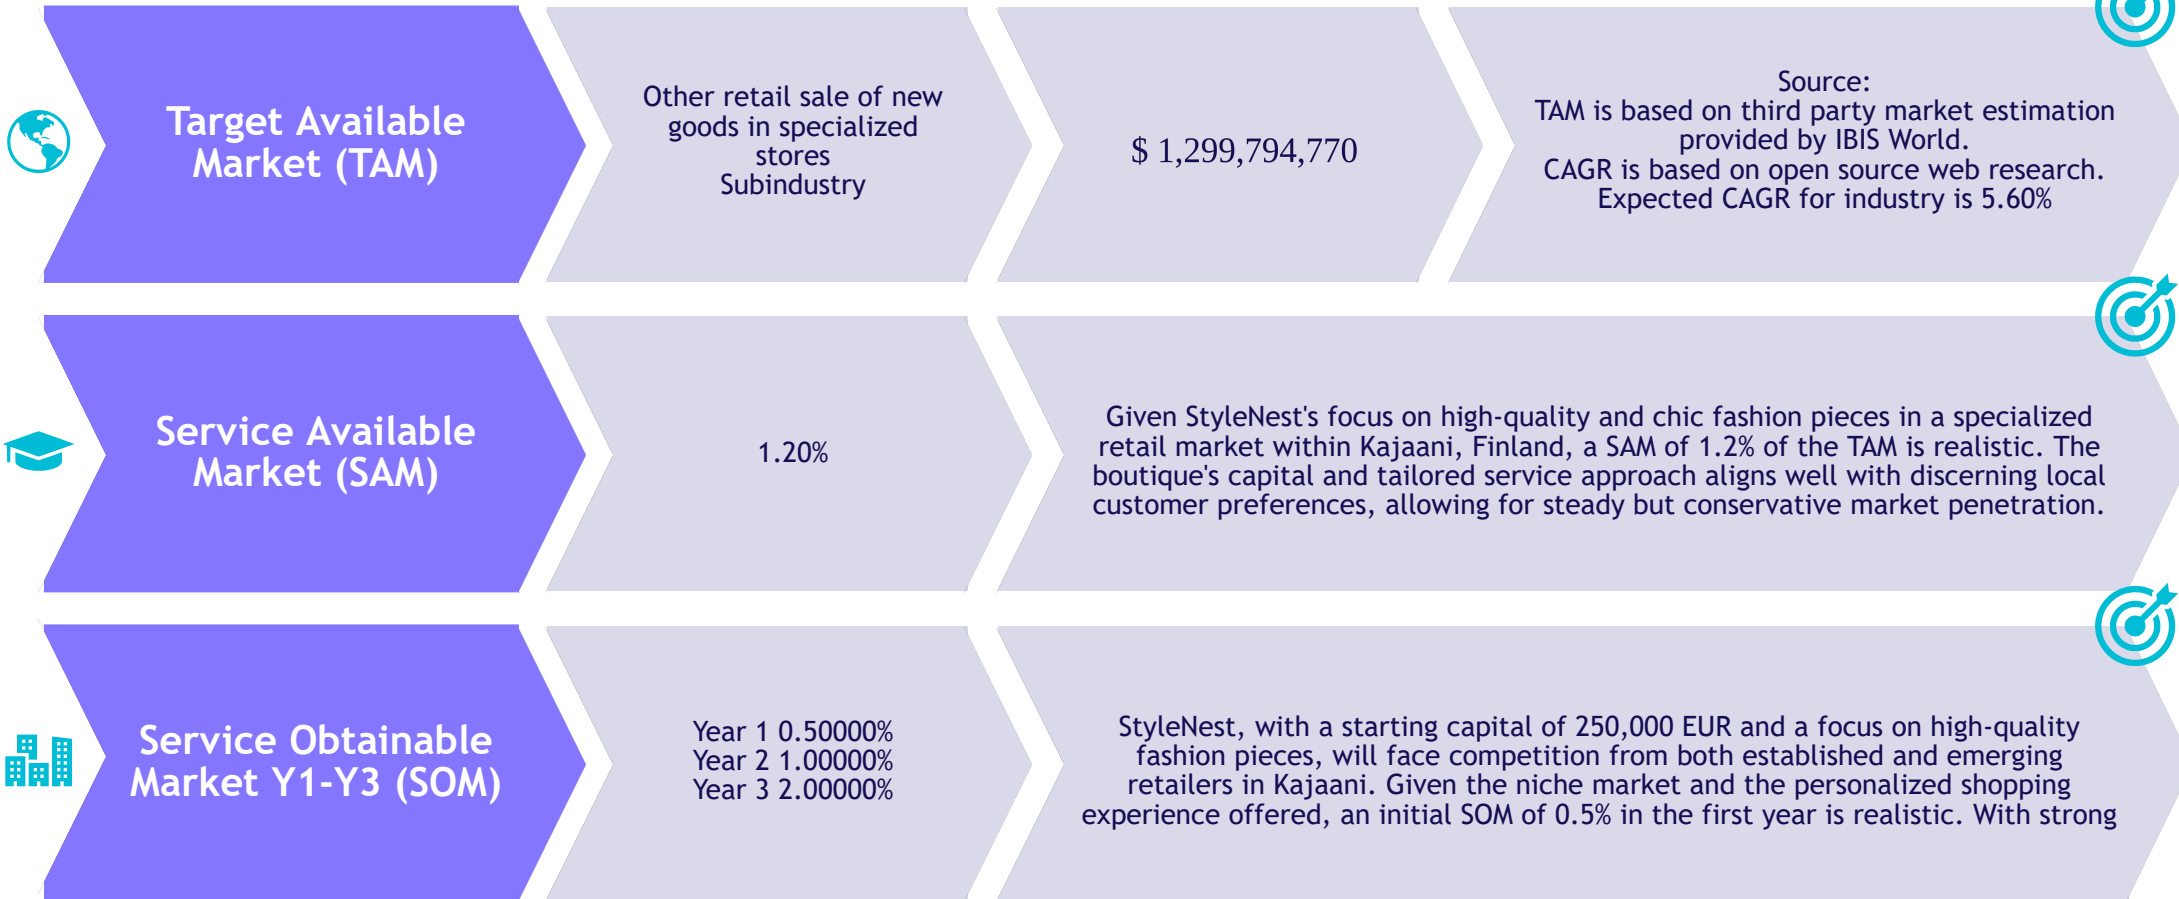 Target Available
Market (TAM)
Other retail sale of new
goods in specialized
stores
Subindustry
$ 1,299,794,770
Source:
TAM is based on third party market estimation
provided by IBIS World.
CAGR is based on open source web research.
Expected CAGR for industry is 5.60%
Service Available
Market (SAM)
1.20%
Given StyleNest's focus on high-quality and chic fashion pieces in a specialized
retail market within Kajaani, Finland, a SAM of 1.2% of the TAM is realistic. The
boutique's capital and tailored service approach aligns well with discerning local
customer preferences, allowing for steady but conservative market penetration.
Service Obtainable
Market Y1-Y3 (SOM)
Year 1 0.50000%
Year 2 1.00000%
Year 3 2.00000%
StyleNest, with a starting capital of 250,000 EUR and a focus on high-quality
fashion pieces, will face competition from both established and emerging
retailers in Kajaani. Given the niche market and the personalized shopping
experience offered, an initial SOM of 0.5% in the first year is realistic. With strong